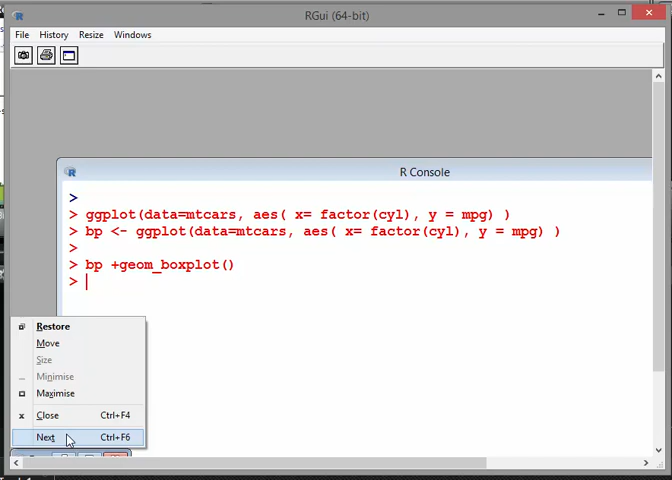 RGui (64-bit)
File History Resize Windows
R Console
>
> ggplot(data=mtcars, aes( x= factor(cyl), y = mpg) )
> bp <- ggplot(data=mtcars, aes( x= factor(cyl), y = mpg) )
>
> bp +geom_boxplot()
>
Restore
Move
Size
Minimise
Maximise
Close Ctrl+F4
Next Ctrl+F6